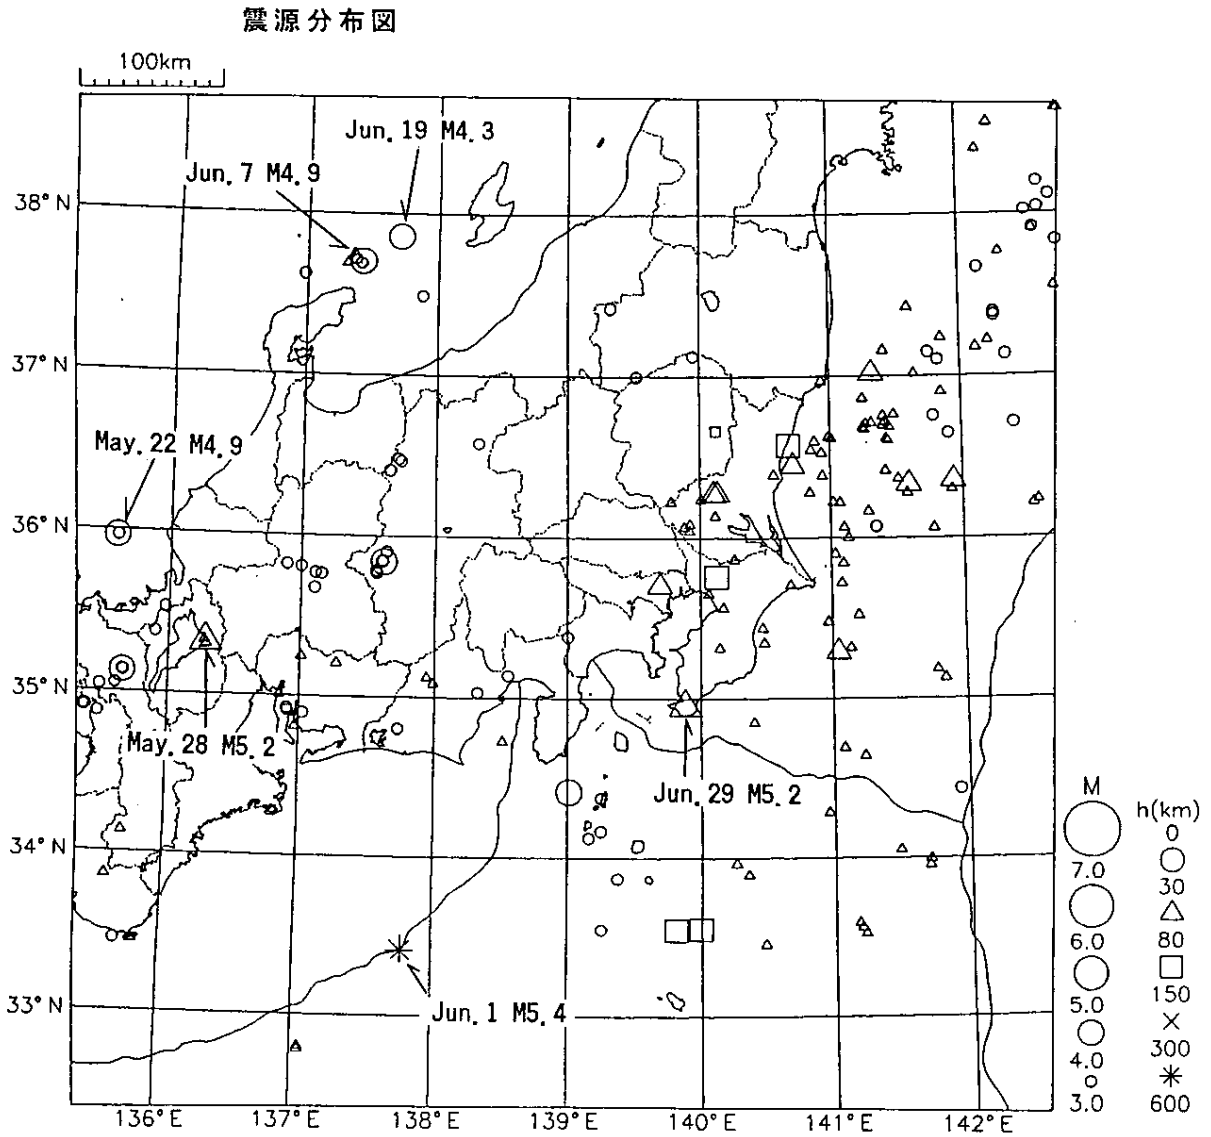 震源分布図
100km
Jun. 19 M4.3
Jun. 7 M4.9
38° N
37° N
May. 22 M4.9
36° N
35° N
May. 28 M5.2
Jun. 29 M5.2
34° N
33° N
Jun. 1 M5.4
136° E
137° E
138° E
139° E
140° E
141° E
142° E
M
7.0
6.0
5.0
4.0
3.0
h(km)
0
30
80
150
300
600